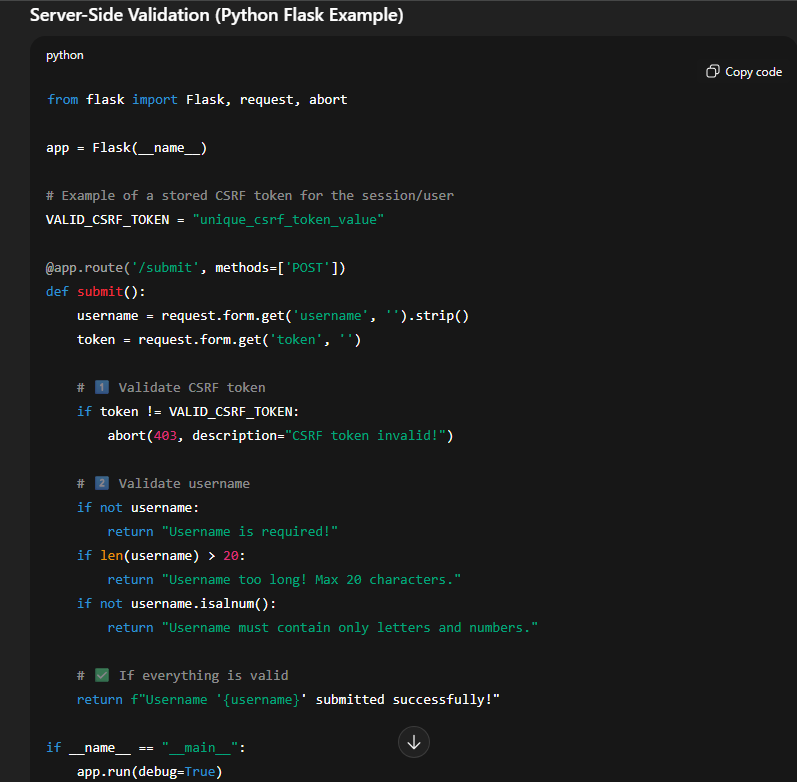 Server-Side Validation (Python Flask Example)
python
Copy code
from flask import Flask, request, abort
app = Flask(__name__)
# Example of a stored CSRF token for the session/user
VALID_CSRF_TOKEN = "unique_csrf_token_value"
@app.route('/submit', methods=['POST'])
def submit():
    username = request.form.get('username', '').strip()
    token = request.form.get('token', '')
    # 1️⃣ Validate CSRF token
    if token != VALID_CSRF_TOKEN:
        abort(403, description="CSRF token invalid!")
    # 2️⃣ Validate username
    if not username:
        return "Username is required!"
    if len(username) > 20:
        return "Username too long! Max 20 characters."
    if not username.isalnum():
        return "Username must contain only letters and numbers."
    # ✅ If everything is valid
    return f"Username '{username}' submitted successfully!"
if __name__ == "__main__":
    app.run(debug=True)